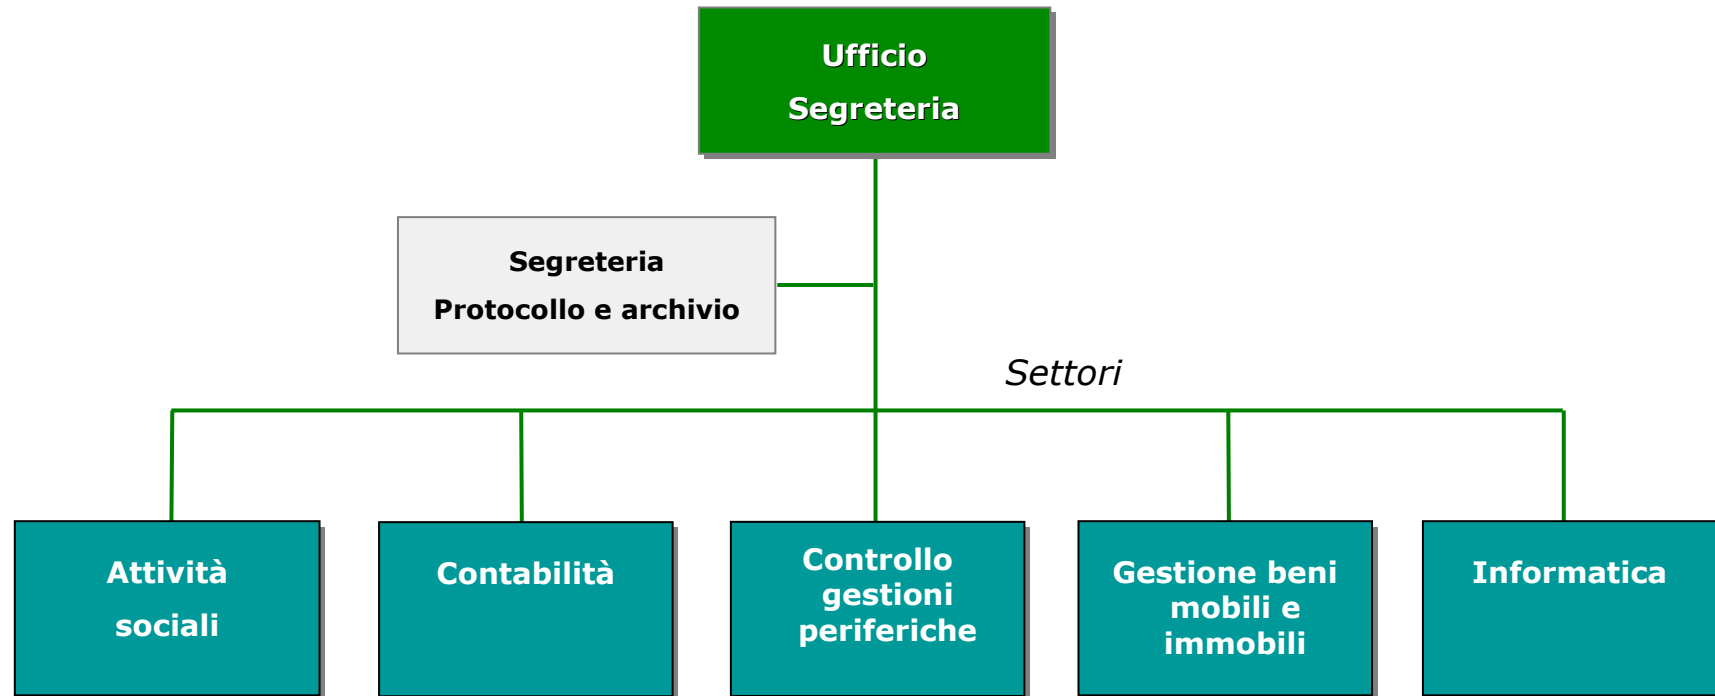 Ufficio
Segreteria
Segreteria
Protocollo e archivio
Settori
Attività
sociali
Contabilità
Controllo
gestioni
periferiche
Gestione beni
mobili e
immobili
Informatica